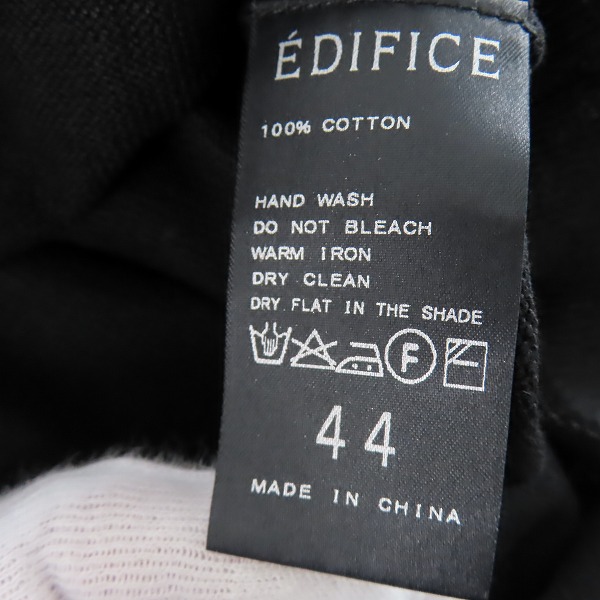 ÉDIFICE
100% COTTON
HAND WASH
DO NOT BLEACH
WARM IRON
DRY CLEAN
DRY FLAT IN THE SHADE
F
44
MADE IN CHINA